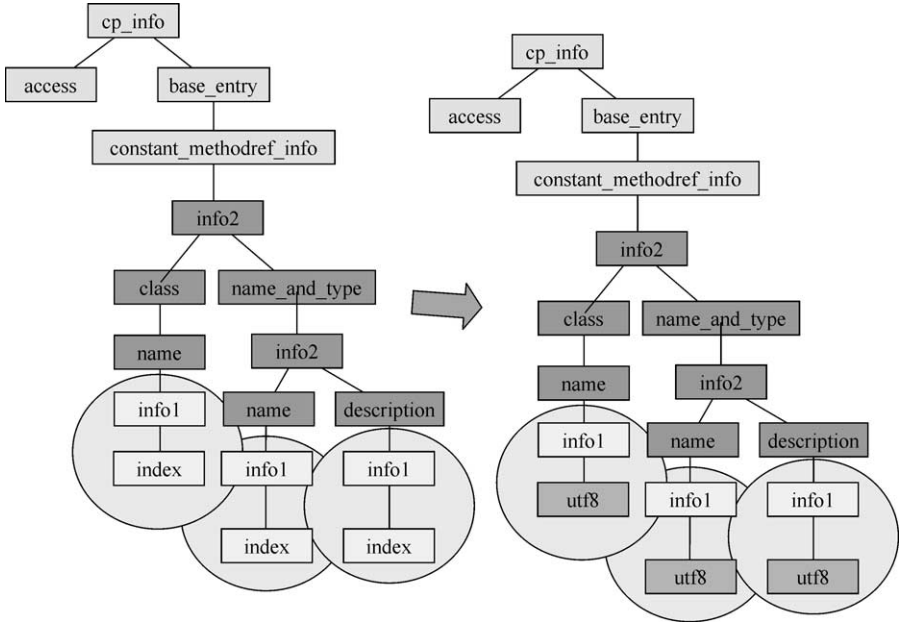 cp_info
access
base_entry
constant_methodref_info
info2
class
name_and_type
name
info2
info1
name
description
index
info1
info1
index
index
cp_info
access
base_entry
constant_methodref_info
info2
class
name_and_type
name
info2
info1
name
description
utf8
info1
info1
utf8
utf8